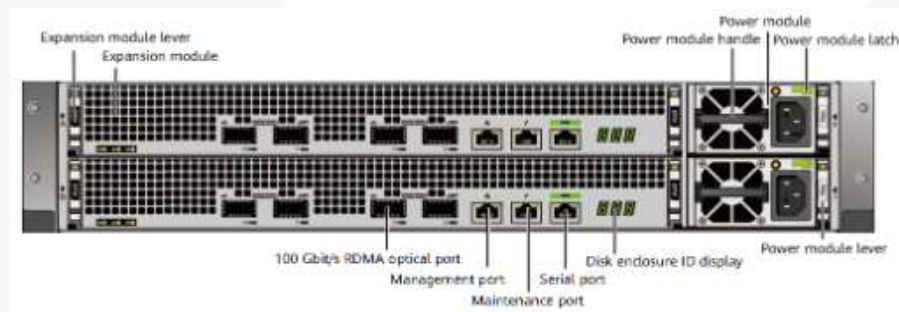 Power module
Expansion module lever
Power module handle
Power module latch
Expansion module
100 Gbit/s RDMA optical port
Disk enclosure ID display
Power module lever
Management port
Serial port
Maintenance port